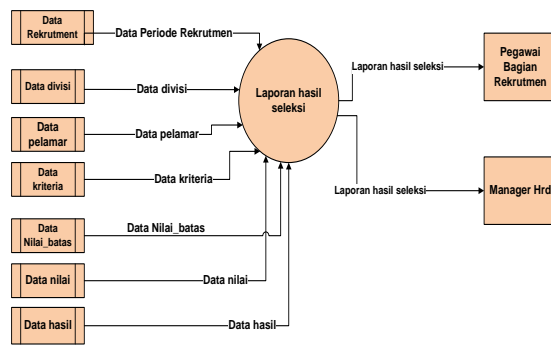 Data
Rekrutment
Data Periode Rekrutmen
Data divisi
Data divisi
Data
pelamar
Data pelamar
Data
kriteria
Data kriteria
Data
Nilai_batas
Data Nilai_batas
Data nilai
Data nilai
Data hasil
Data hasil
Laporan hasil
seleksi
Laporan hasil seleksi
Laporan hasil seleksi
Pegawai
Bagian
Rekrutmen
Manager Hrd